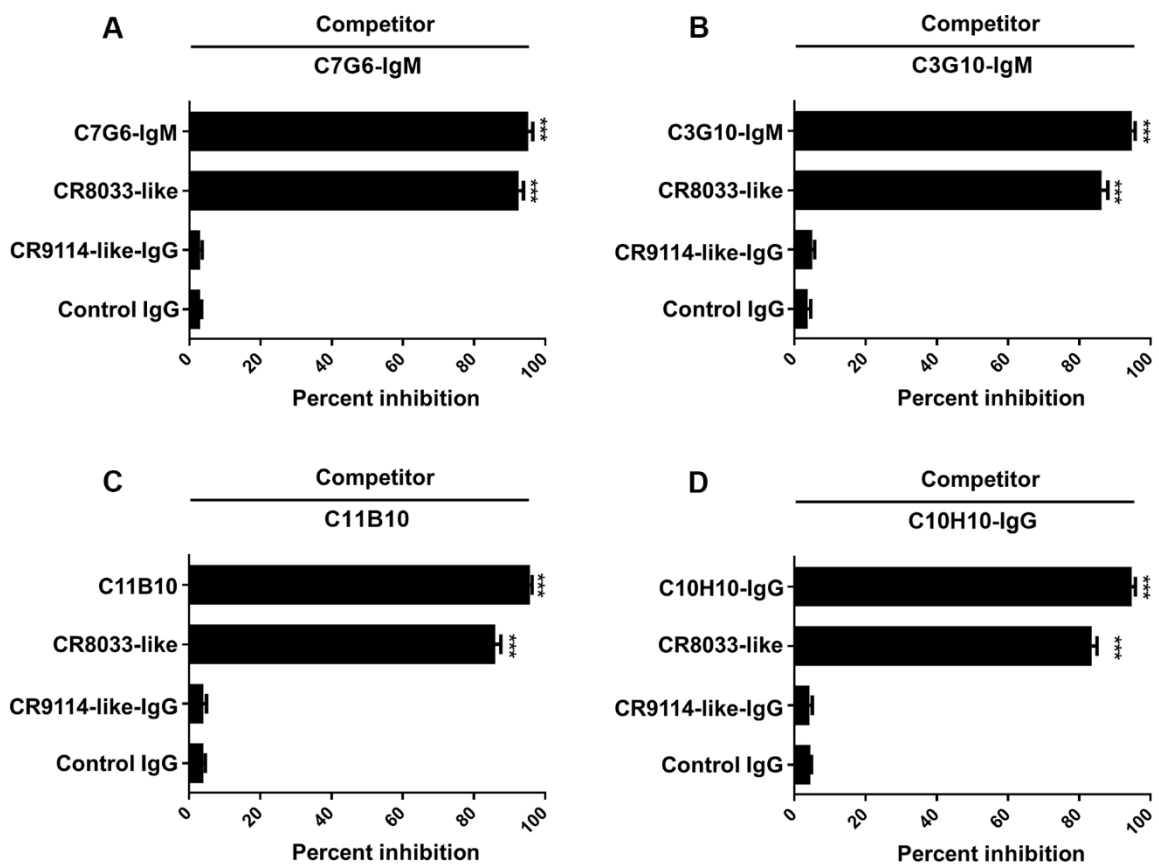 A
Competitor
C7G6-IgM
C7G6-IgM
***
CR8033-like
***
CR9114-like-IgG
Control IgG
0 20 40 60 80 100
Percent inhibition
B
Competitor
C3G10-IgM
C3G10-IgM
***
CR8033-like
***
CR9114-like-IgG
Control IgG
0 20 40 60 80 100
Percent inhibition
C
Competitor
C11B10
C11B10
***
CR8033-like
***
CR9114-like-IgG
Control IgG
0 20 40 60 80 100
Percent inhibition
D
Competitor
C10H10-IgG
C10H10-IgG
***
CR8033-like
***
CR9114-like-IgG
Control IgG
0 20 40 60 80 100
Percent inhibition